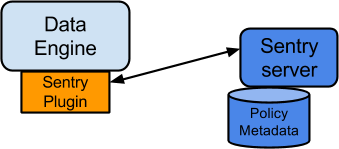 Data
Engine
Sentry
Plugin
Sentry
server
Policy
Metadata